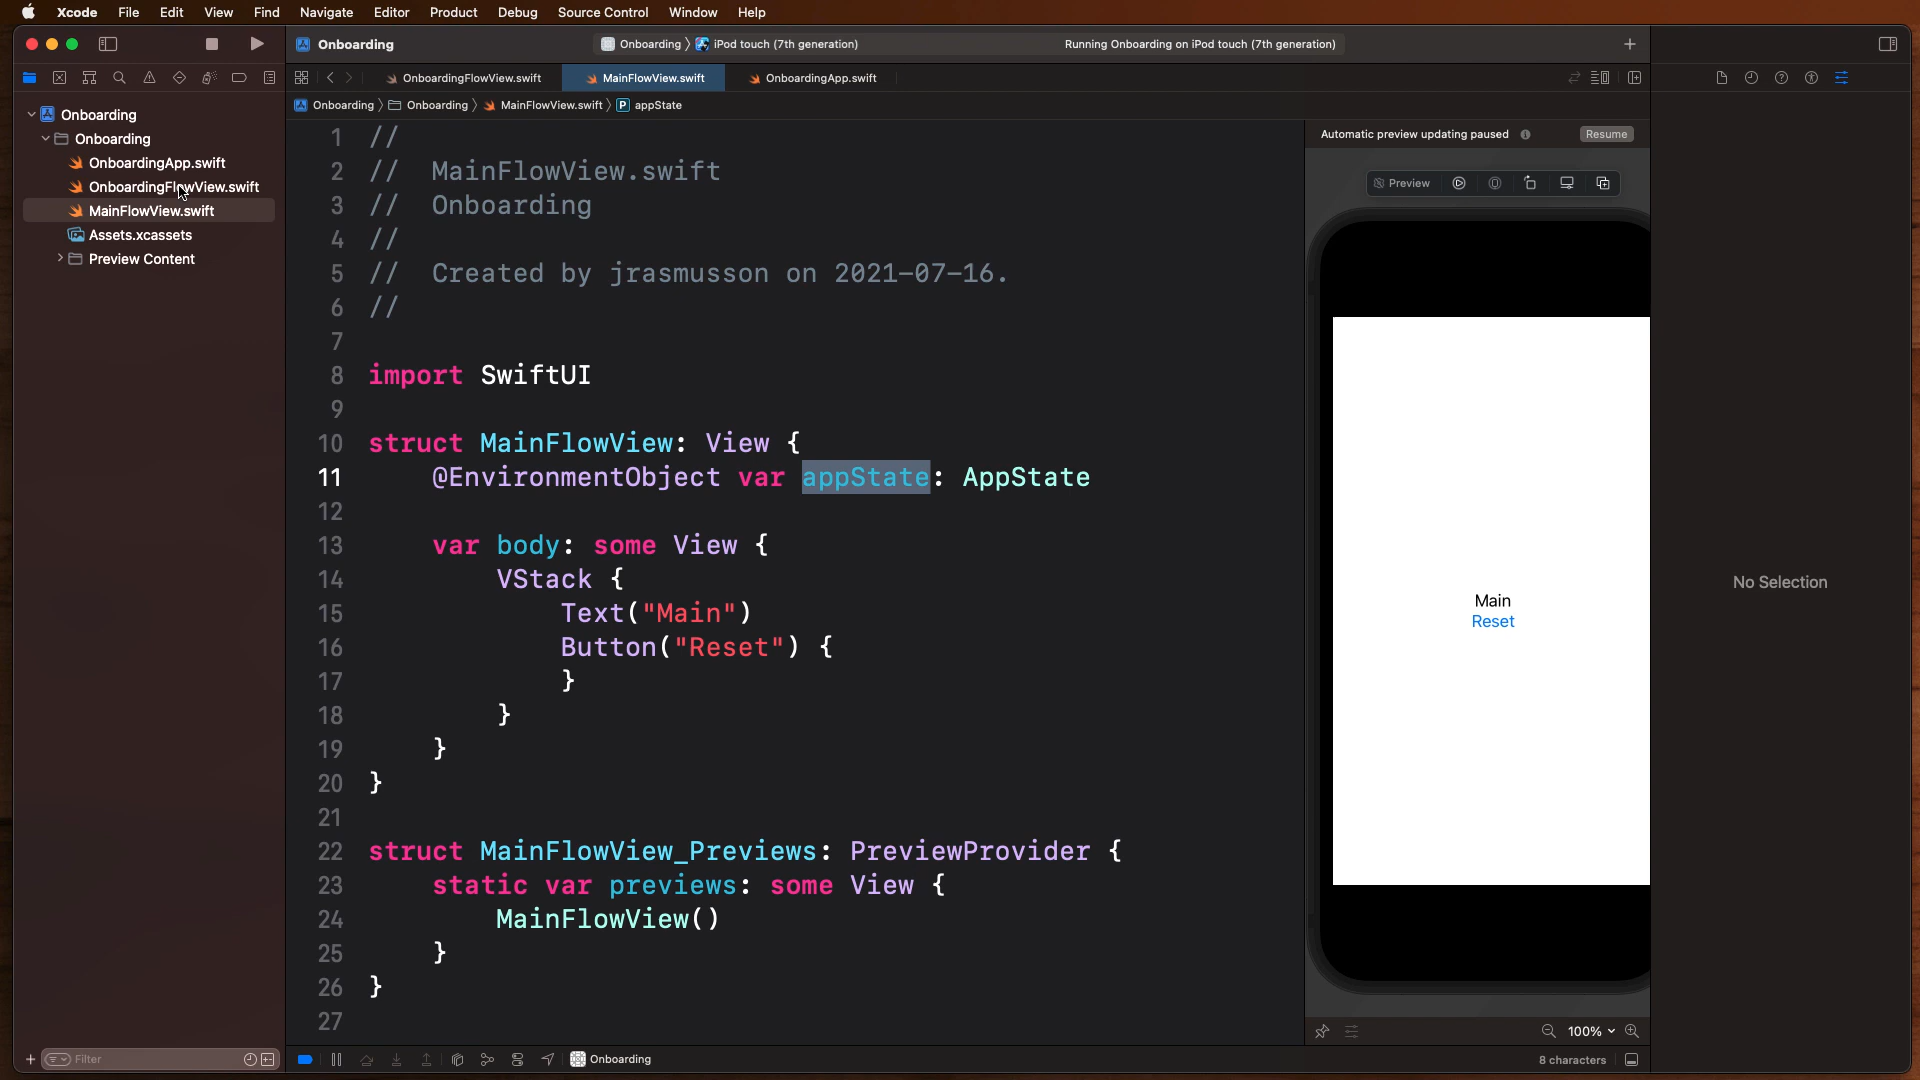 Xcode File Edit View Find Navigate Editor Product Debug Source Control Window Help
Onboarding
Onboarding iPod touch (7th generation)
Running Onboarding on iPod touch (7th generation)
OnboardingFlowView.swift
MainFlowView.swift
OnboardingApp.swift
Onboarding Onboarding MainFlowView.swift P appState
Onboarding
Onboarding
OnboardingApp.swift
OnboardingFlowView.swift
MainFlowView.swift
Assets.xcassets
Preview Content
Filter
1 //
2 // MainFlowView.swift
3 // Onboarding
4 //
5 // Created by jrasmusson on 2021-07-16.
6 //
7
8 import SwiftUI
9
10 struct MainFlowView: View {
11 @EnvironmentObject var appState: AppState
12
13 var body: some View {
14 VStack {
15 Text("Main")
16 Button("Reset") {
17 }
18 }
19 }
20 }
21
22 struct MainFlowView_Previews: PreviewProvider {
23 static var previews: some View {
24 MainFlowView()
25 }
26 }
27
Automatic preview updating paused
Resume
Preview
Main
Reset
100%
No Selection
Onboarding
8 characters